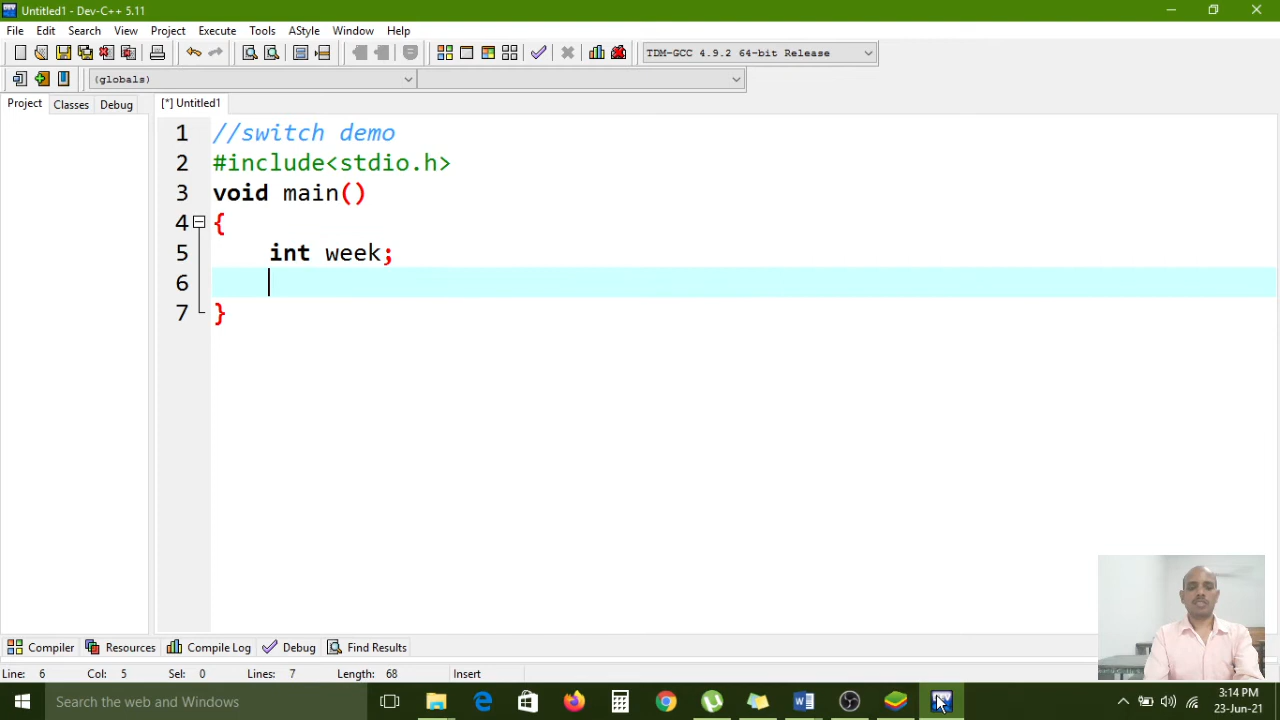 Untitled1 - Dev-C++ 5.11
File Edit Search View Project Execute Tools AStyle Window Help
TDM-GCC 4.9.2 64-bit Release
(globals)
Project Classes Debug [*] Untitled1
1 //switch demo
2 #include<stdio.h>
3 void main()
4 {
5 int week;
6
7 }
Compiler Resources Compile Log Debug Find Results
Line: 6 Col: 5 Sel: 0 Lines: 7 Length: 68 Insert
Search the web and Windows
3:14 PM
23-Jun-21